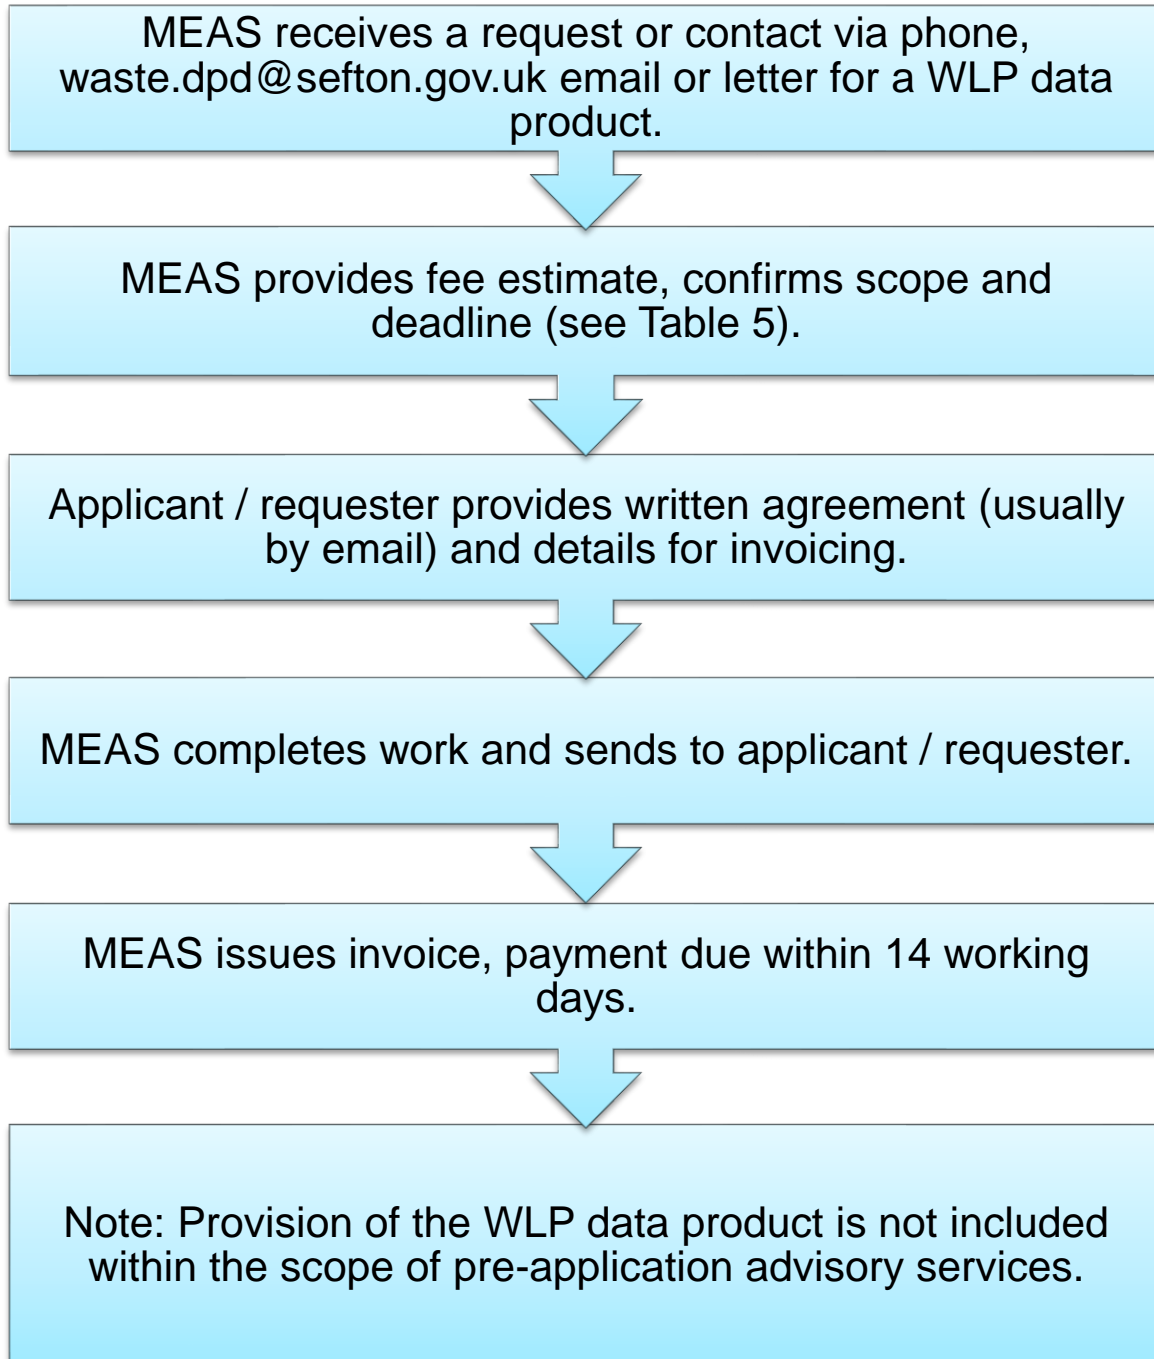 MEAS receives a request or contact via phone,
waste.dpd@sefton.gov.uk email or letter for a WLP data
product.
MEAS provides fee estimate, confirms scope and
deadline (see Table 5).
Applicant / requester provides written agreement (usually
by email) and details for invoicing.
MEAS completes work and sends to applicant / requester.
MEAS issues invoice, payment due within 14 working
days.
Note: Provision of the WLP data product is not included
within the scope of pre-application advisory services.